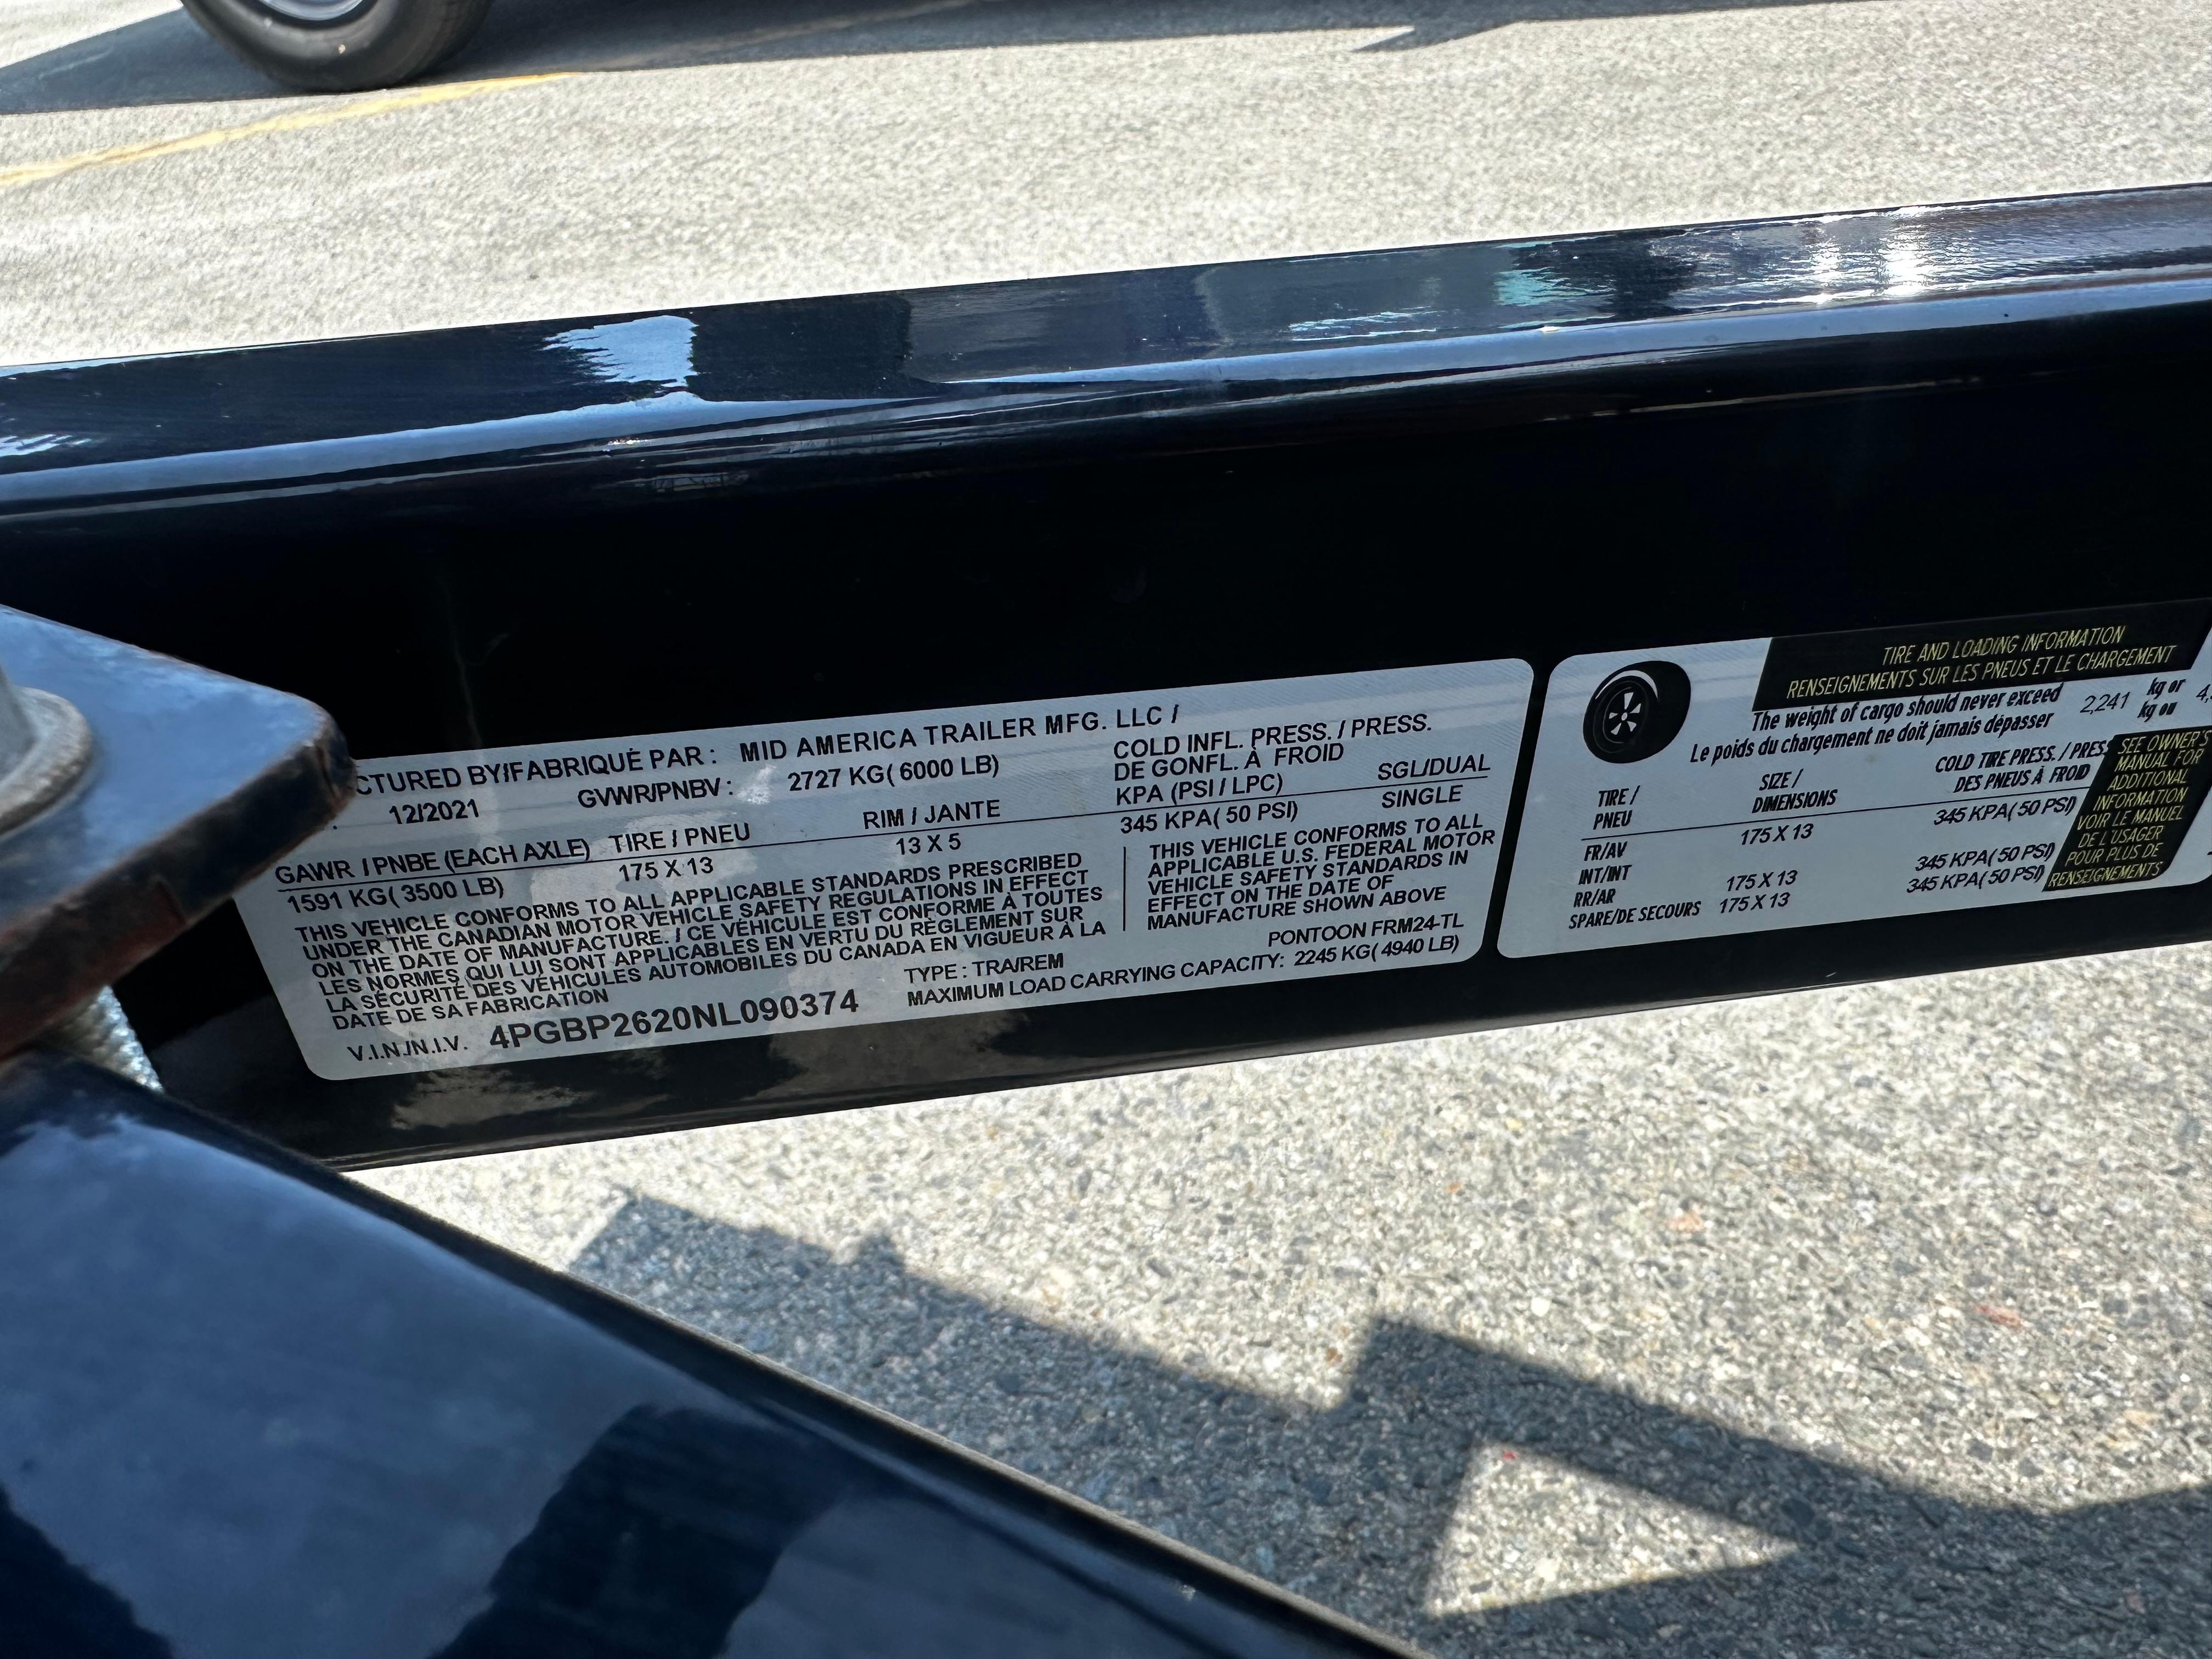 CTURED BY/FABRIQUÉ PAR : MID AMERICA TRAILER MFG. LLC /
12/2021 GVWR/PNBV : 2727 KG( 6000 LB)
COLD INFL. PRESS. / PRESS.
DE GONFL. À FROID
KPA (PSI / LPC) SGL/DUAL
GAWR / PNBE (EACH AXLE) TIRE / PNEU RIM / JANTE
1591 KG( 3500 LB) 175 X 13 13 X 5 345 KPA( 50 PSI) SINGLE
THIS VEHICLE CONFORMS TO ALL APPLICABLE STANDARDS PRESCRIBED
UNDER THE CANADIAN MOTOR VEHICLE SAFETY REGULATIONS IN EFFECT
ON THE DATE OF MANUFACTURE. / CE VÉHICULE EST CONFORME À TOUTES
LES NORMES QUI LUI SONT APPLICABLES EN VERTU DU RÈGLEMENT SUR
LA SÉCURITÉ DES VÉHICULES AUTOMOBILES DU CANADA EN VIGUEUR À LA
DATE DE SA FABRICATION
THIS VEHICLE CONFORMS TO ALL
APPLICABLE U.S. FEDERAL MOTOR
VEHICLE SAFETY STANDARDS IN
EFFECT ON THE DATE OF
MANUFACTURE SHOWN ABOVE
PONTOON FRM24-TL
V.I.N./N.I.V. 4PGBP2620NL090374
TYPE : TRA/REM
MAXIMUM LOAD CARRYING CAPACITY: 2245 KG( 4940 LB)
TIRE AND LOADING INFORMATION
RENSEIGNEMENTS SUR LES PNEUS ET LE CHARGEMENT
The weight of cargo should never exceed
Le poids du chargement ne doit jamais dépasser
2,241 kg or
kg ou
TIRE /
PNEU
SIZE /
DIMENSIONS
COLD TIRE PRESS. / PRESS
DES PNEUS À FROID
FR/AV 175 X 13 345 KPA( 50 PSI)
INT/INT
RR/AR 175 X 13 345 KPA( 50 PSI)
SPARE/DE SECOURS 175 X 13 345 KPA( 50 PSI)
SEE OWNER'S
MANUAL FOR
ADDITIONAL
INFORMATION
VOIR LE MANUEL
DE L'USAGER
POUR PLUS DE
RENSEIGNEMENTS